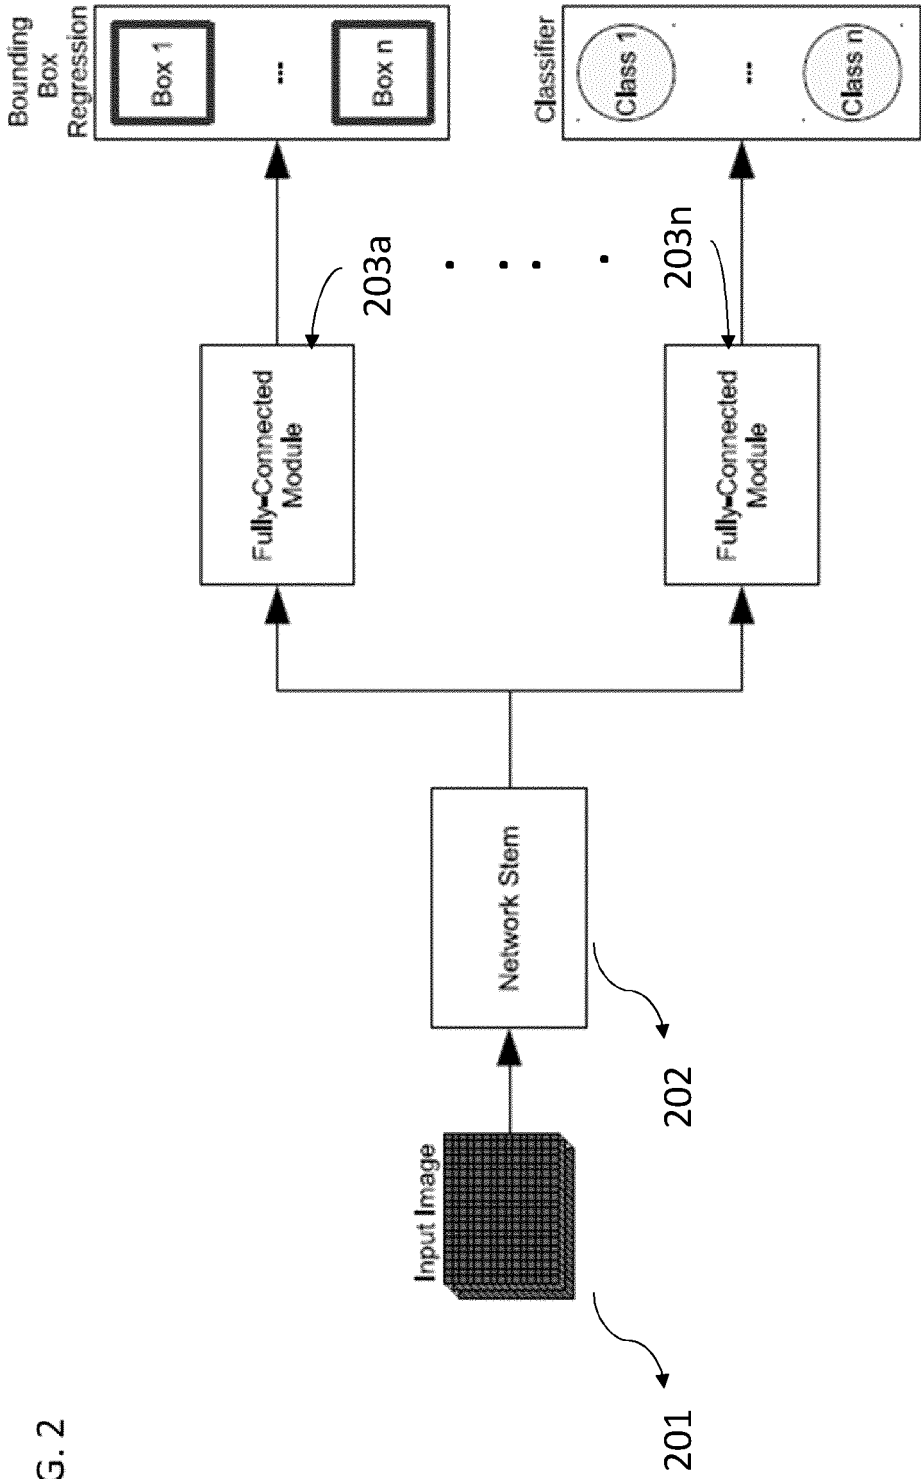 G. 2
Input Image
201
Network Stem
202
Fully-Connected
Module
203a
Fully-Connected
Module
203n
Bounding
Box
Regression
Box 1
...
Box n
Classifier
Class 1
...
Class n